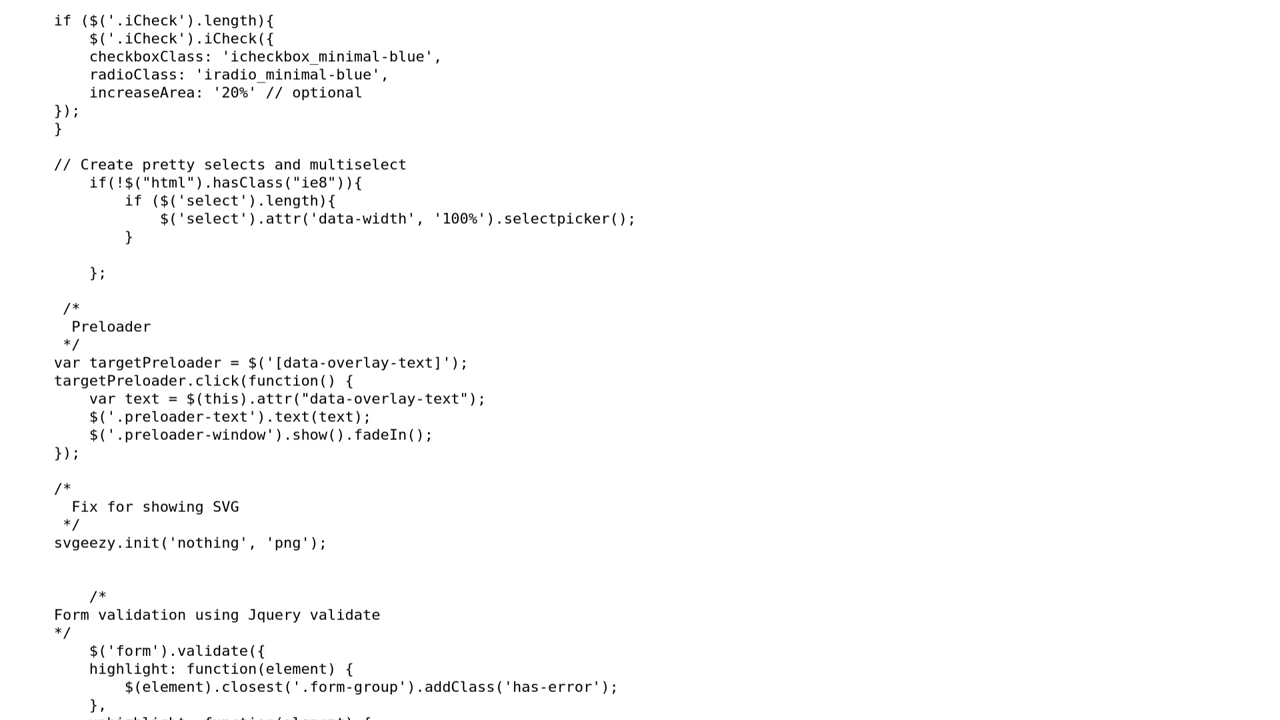 if ($('.iCheck').length){
    $('.iCheck').iCheck({
    checkboxClass: 'icheckbox_minimal-blue',
    radioClass: 'iradio_minimal-blue',
    increaseArea: '20%' // optional
});
}

// Create pretty selects and multiselect
    if(!$("html").hasClass("ie8")){
        if ($('select').length){
            $('select').attr('data-width', '100%').selectpicker();
        }

    };

 /*
  Preloader
 */
var targetPreloader = $('[data-overlay-text]');
targetPreloader.click(function() {
    var text = $(this).attr("data-overlay-text");
    $('.preloader-text').text(text);
    $('.preloader-window').show().fadeIn();
});

/*
  Fix for showing SVG
 */
svgeezy.init('nothing', 'png');


    /*
Form validation using Jquery validate
*/
    $('form').validate({
    highlight: function(element) {
        $(element).closest('.form-group').addClass('has-error');
    },